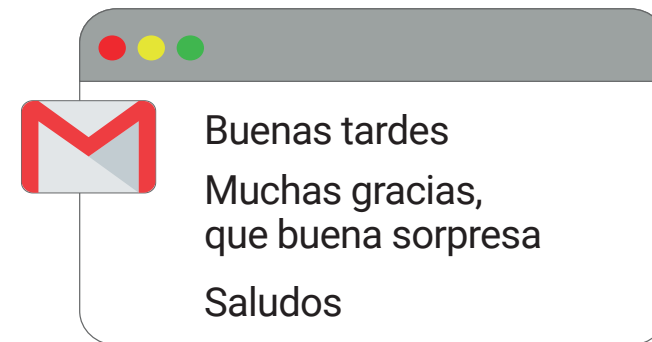 Buenas tardes
Muchas gracias,
que buena sorpresa
Saludos